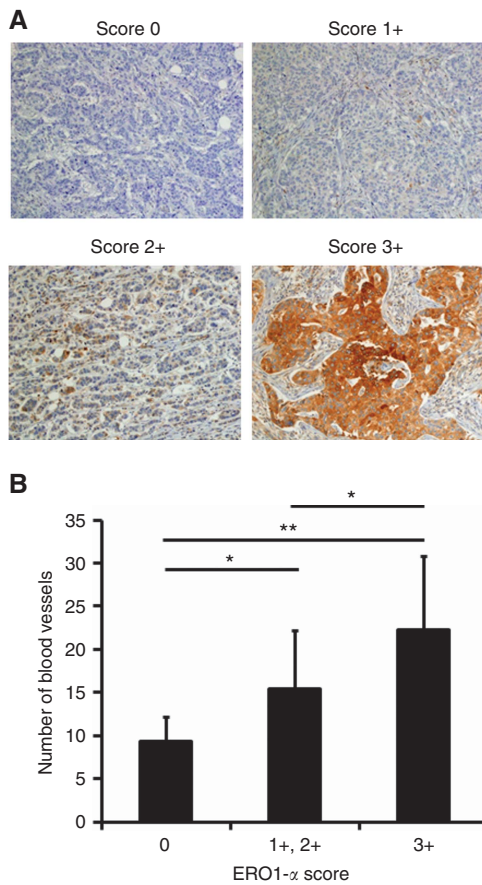 A
Score 0
Score 1+
Score 2+
Score 3+
B
*
**
*
35
30
25
20
15
10
5
0
Number of blood vessels
0
1+, 2+
3+
ERO1-α score